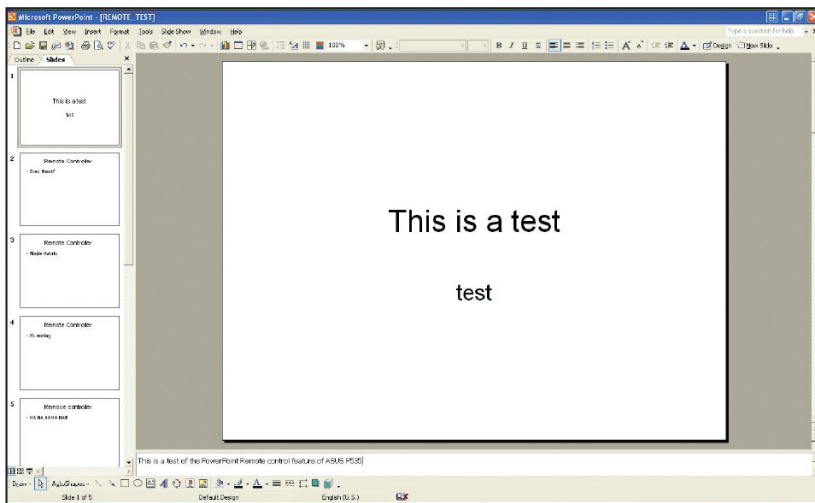 Microsoft PowerPoint - [REMOTE_TEST]
File Edit View Insert Format Tools Slide Show Window Help
Type a question for help
100%
B I U S
Design New Slide
Outline Slides
1
This is a test
test
2
Remote Controller
3
Remote Controller
4
Remote Controller
5
Remove controller
This is a test
test
This is a test of the PowerPoint Remote control feature of ASUS P535
Draw AutoShapes
Slide 1 of 5 Default Design English (U.S.)